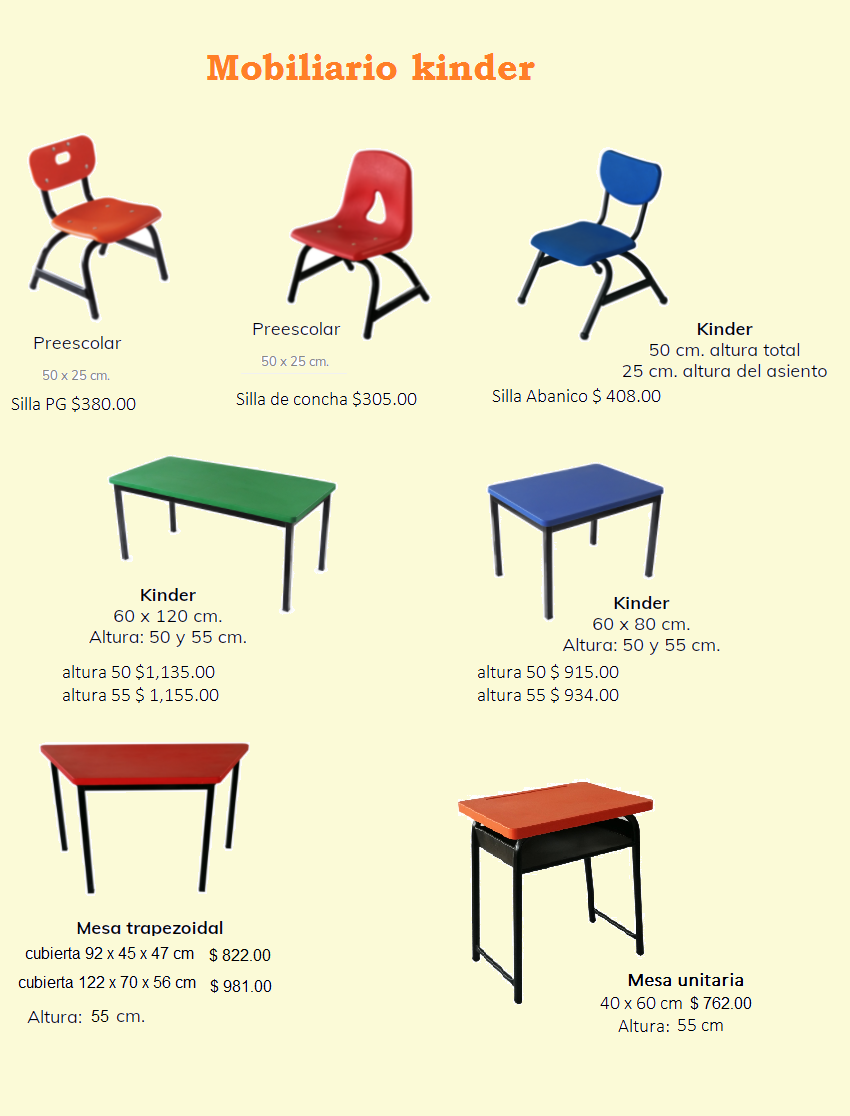 Mobiliario kinder
Preescolar
50 x 25 cm.
Silla PG $380.00
Preescolar
50 x 25 cm.
Silla de concha $305.00
Kinder
50 cm. altura total
25 cm. altura del asiento
Silla Abanico $ 408.00
Kinder
60 x 120 cm.
Altura: 50 y 55 cm.
altura 50 $1,135.00
altura 55 $ 1,155.00
Kinder
60 x 80 cm.
Altura: 50 y 55 cm.
altura 50 $ 915.00
altura 55 $ 934.00
Mesa trapezoidal
cubierta 92 x 45 x 47 cm $ 822.00
cubierta 122 x 70 x 56 cm $ 981.00
Altura: 55 cm.
Mesa unitaria
40 x 60 cm $ 762.00
Altura: 55 cm